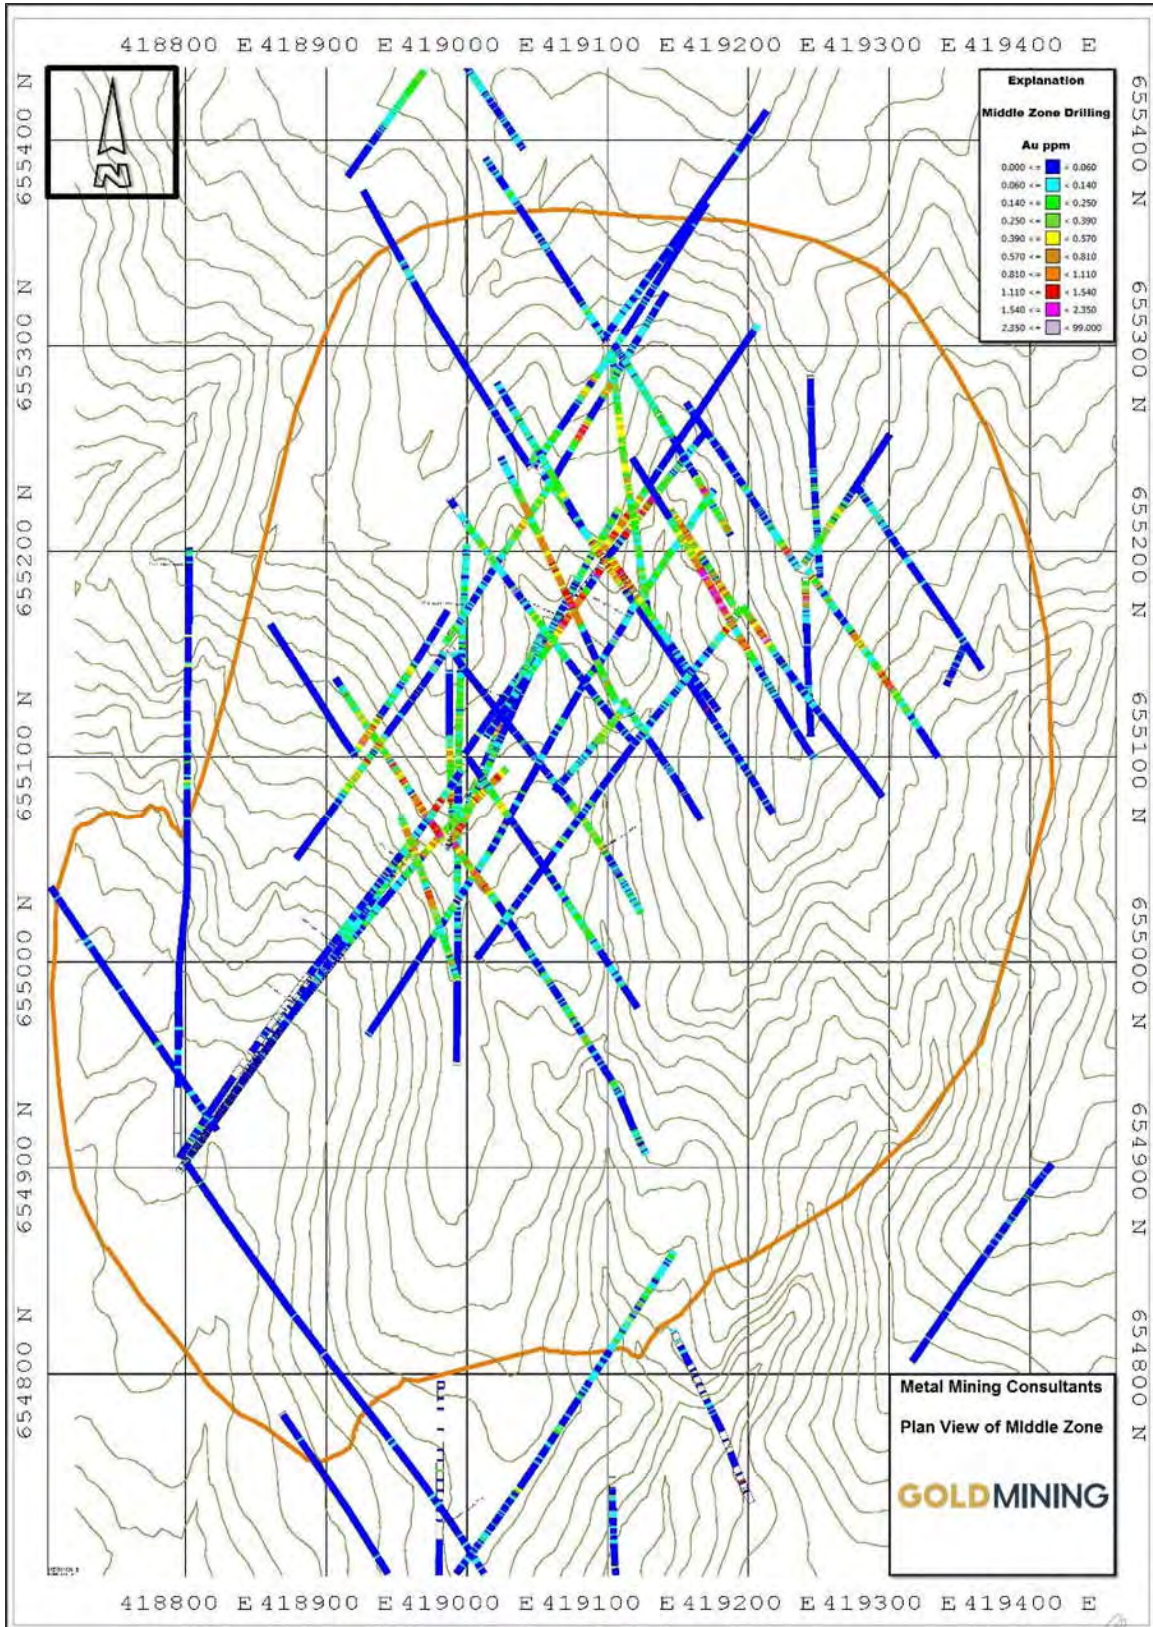 418800 E 418900 E 419000 E 419100 E 419200 E 419300 E 419400 E
N
Explanation
Middle Zone Drilling
Au ppm
0.000 <= < 0.060
0.060 <= < 0.140
0.140 <= < 0.250
0.250 <= < 0.390
0.390 <= < 0.570
0.570 <= < 0.810
0.810 <= < 1.110
1.110 <= < 1.540
1.540 <= < 2.350
2.350 <= < 99.000
655400 N
655300 N
655200 N
655100 N
655000 N
654900 N
654800 N
655400 N
655300 N
655200 N
655100 N
655000 N
654900 N
654800 N
Metal Mining Consultants
Plan View of Middle Zone
GOLDMINING
418800 E 418900 E 419000 E 419100 E 419200 E 419300 E 419400 E